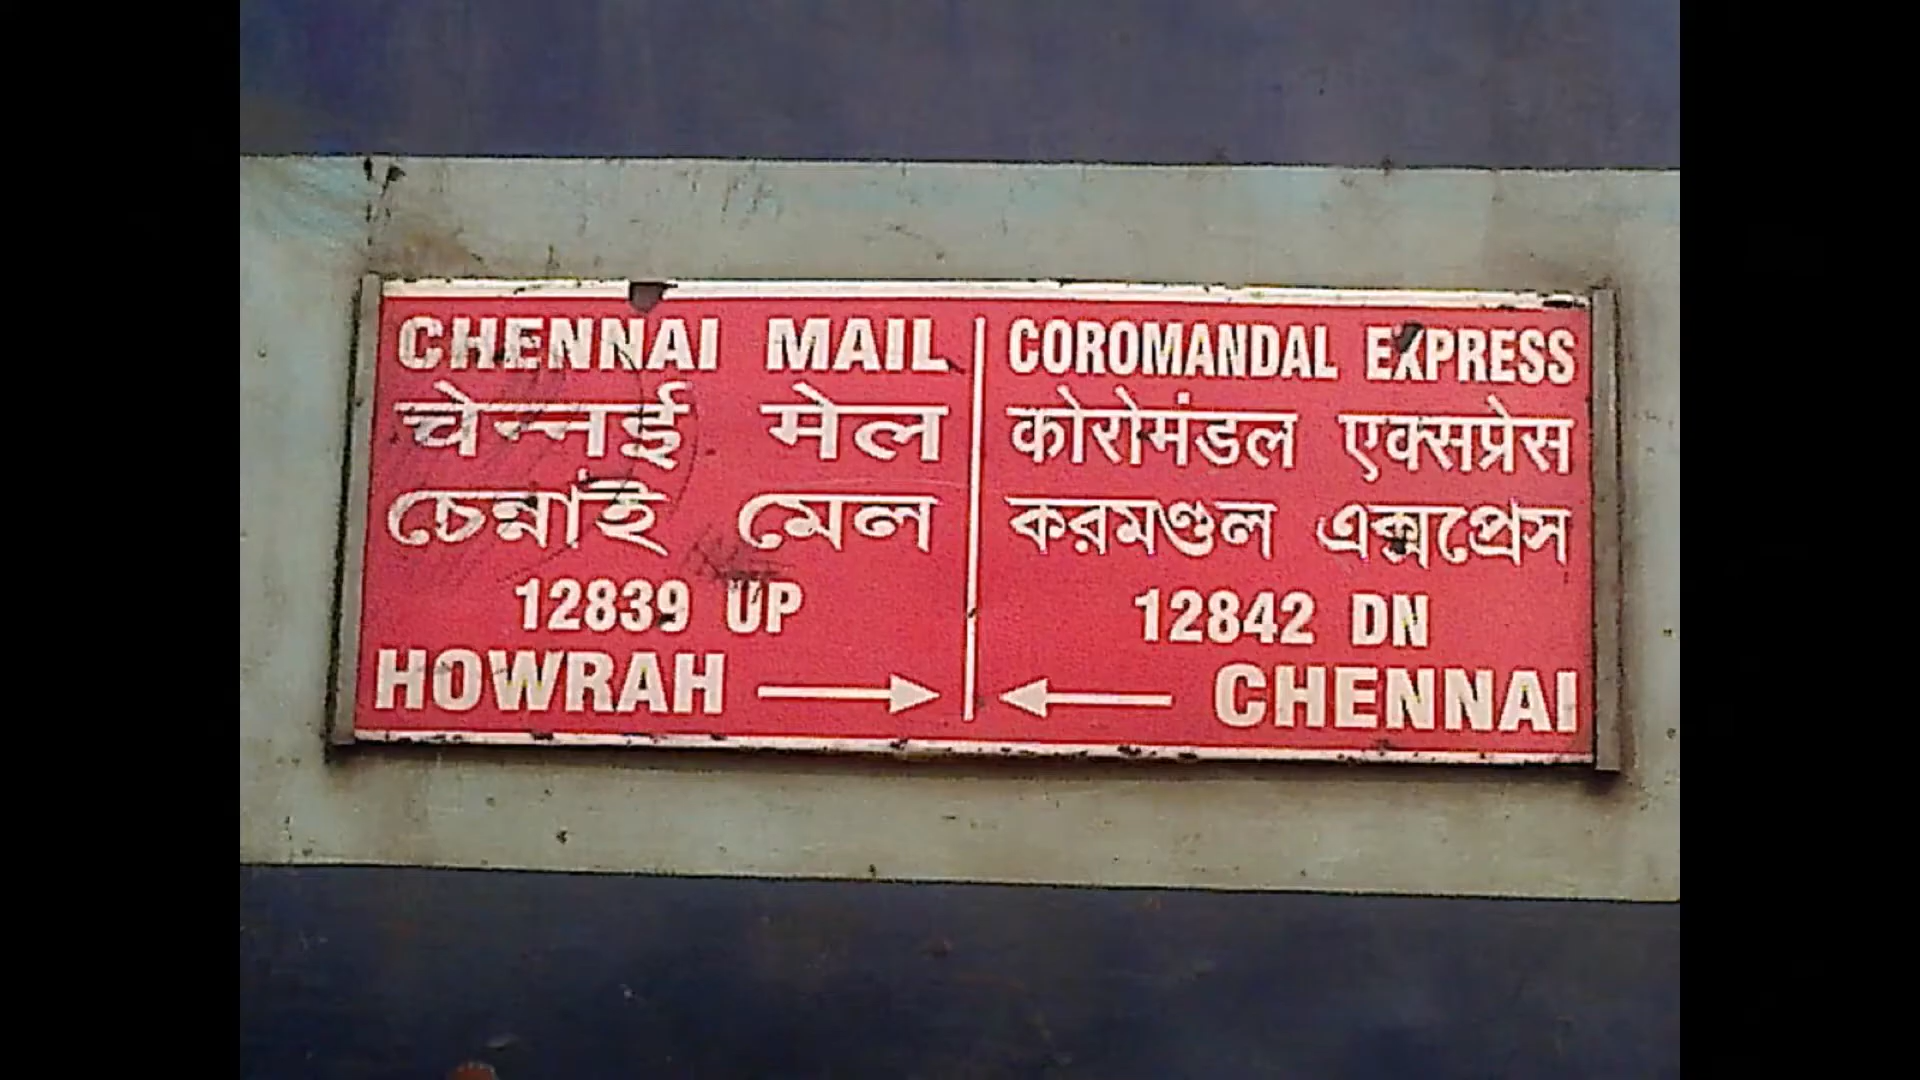 CHENNAI MAIL
चेन्नई मेल
চেন্নাই মেল
12839 UP
HOWRAH →
COROMANDAL EXPRESS
कोरोमंडल एक्सप्रेस
করমণ্ডল এক্সপ্রেস
12842 DN
← CHENNAI